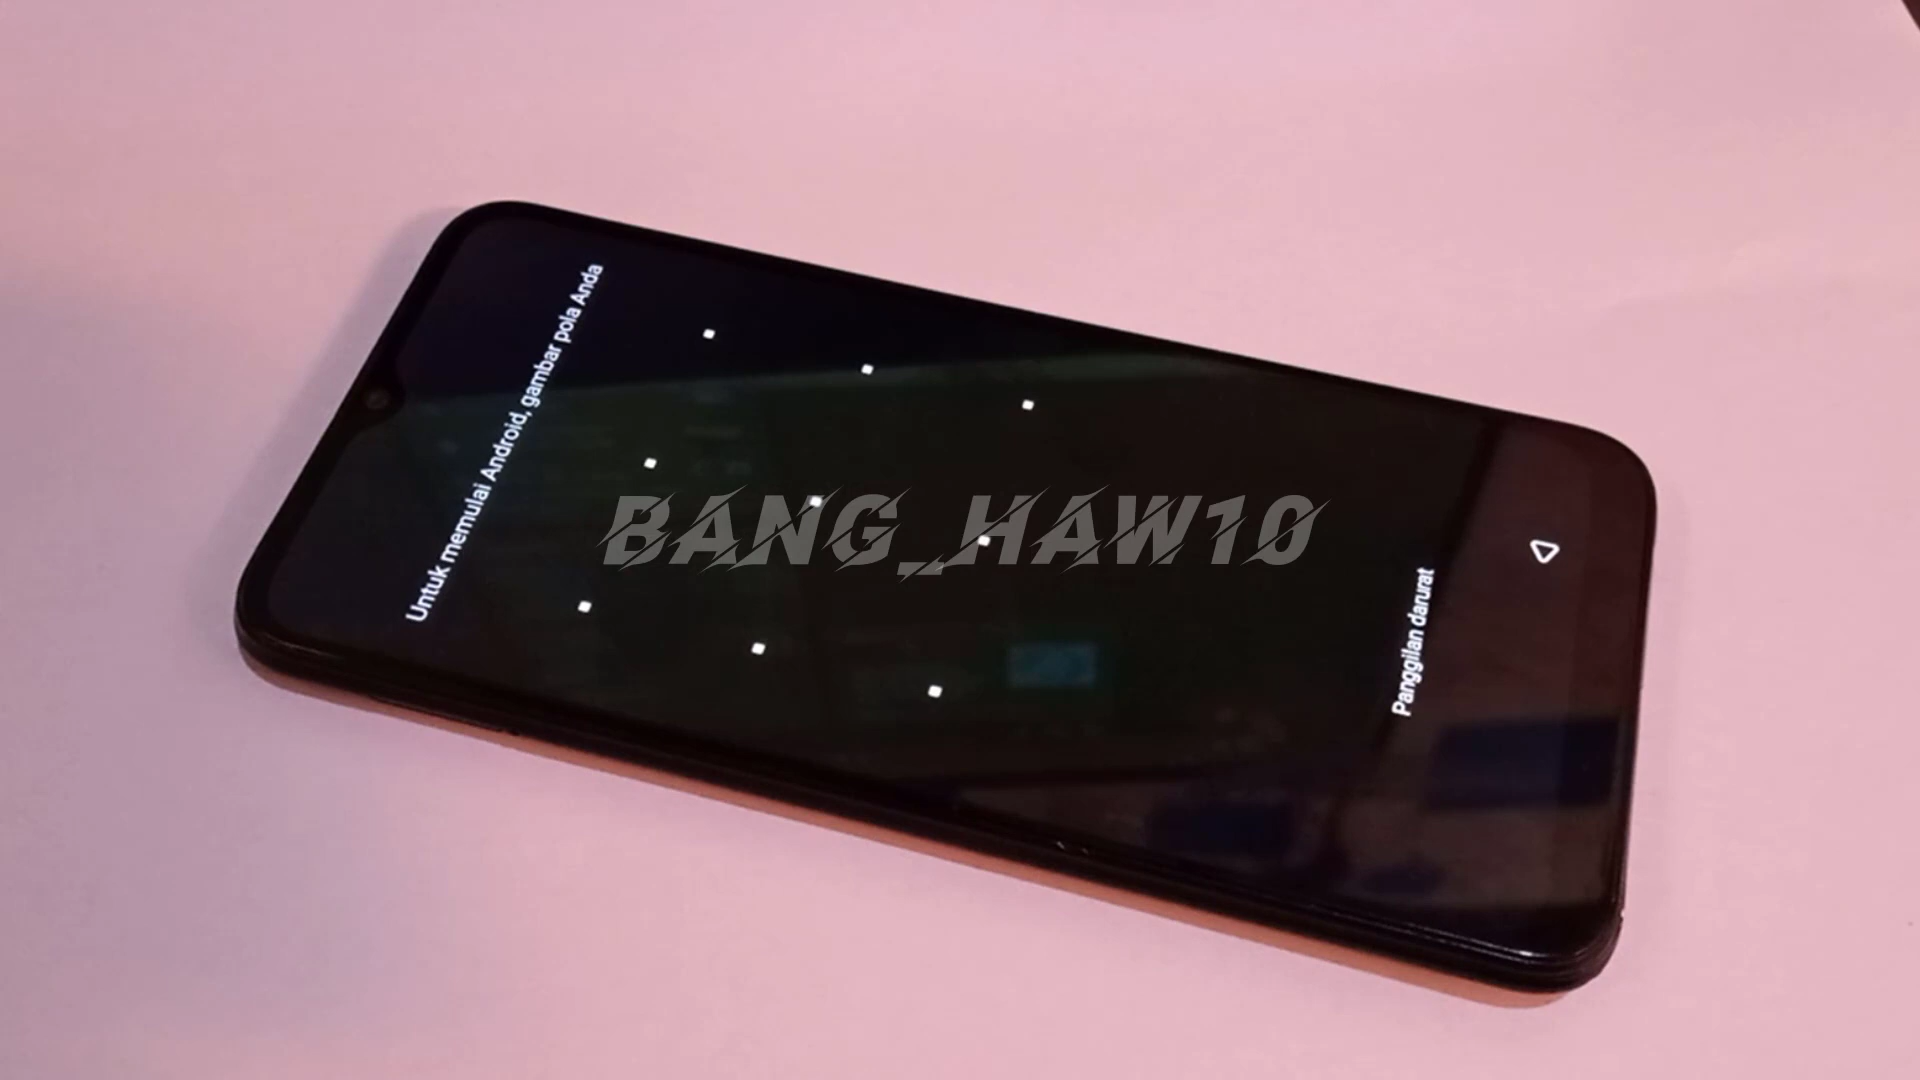 Untuk memulai Android, gambar pola Anda
BANG_HAW10
Panggilan darurat